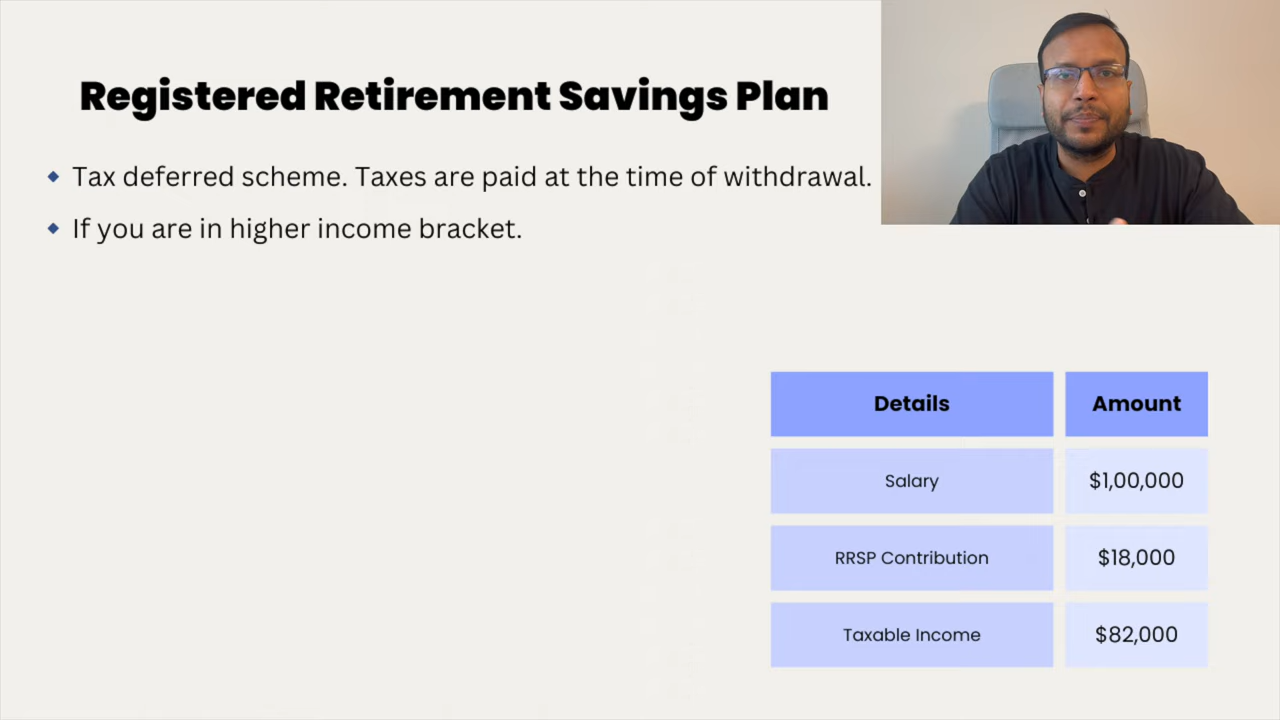 Registered Retirement Savings Plan
Tax deferred scheme. Taxes are paid at the time of withdrawal.
If you are in higher income bracket.
Details Amount
Salary $1,00,000
RRSP Contribution $18,000
Taxable Income $82,000